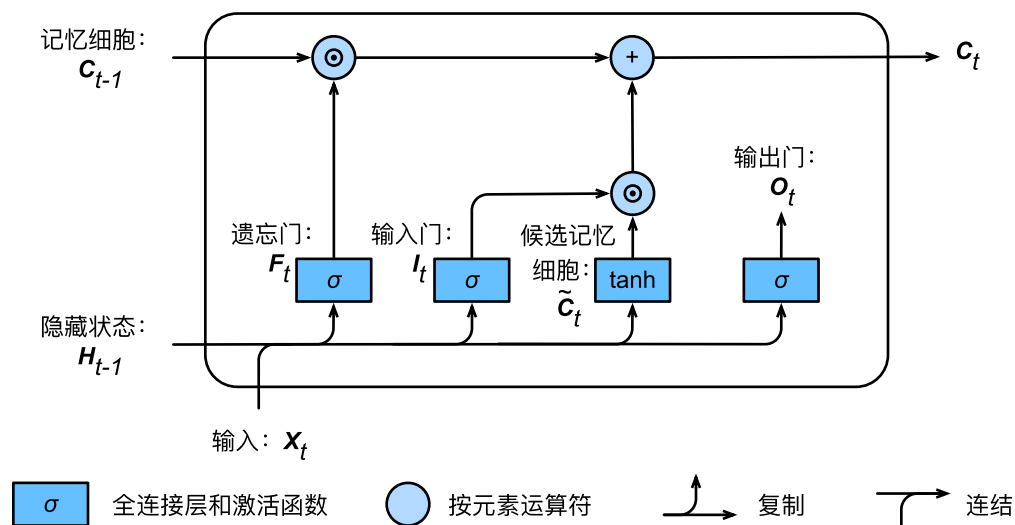 记忆细胞：
C_{t-1}
⊙
+
C_t
输出门：
O_t
⊙
遗忘门：
F_t
输入门：
I_t
候选记忆
细胞：
C̃_t
σ
σ
tanh
σ
隐藏状态：
H_{t-1}
输入：X_t
σ 全连接层和激活函数 按元素运算符 复制 连结